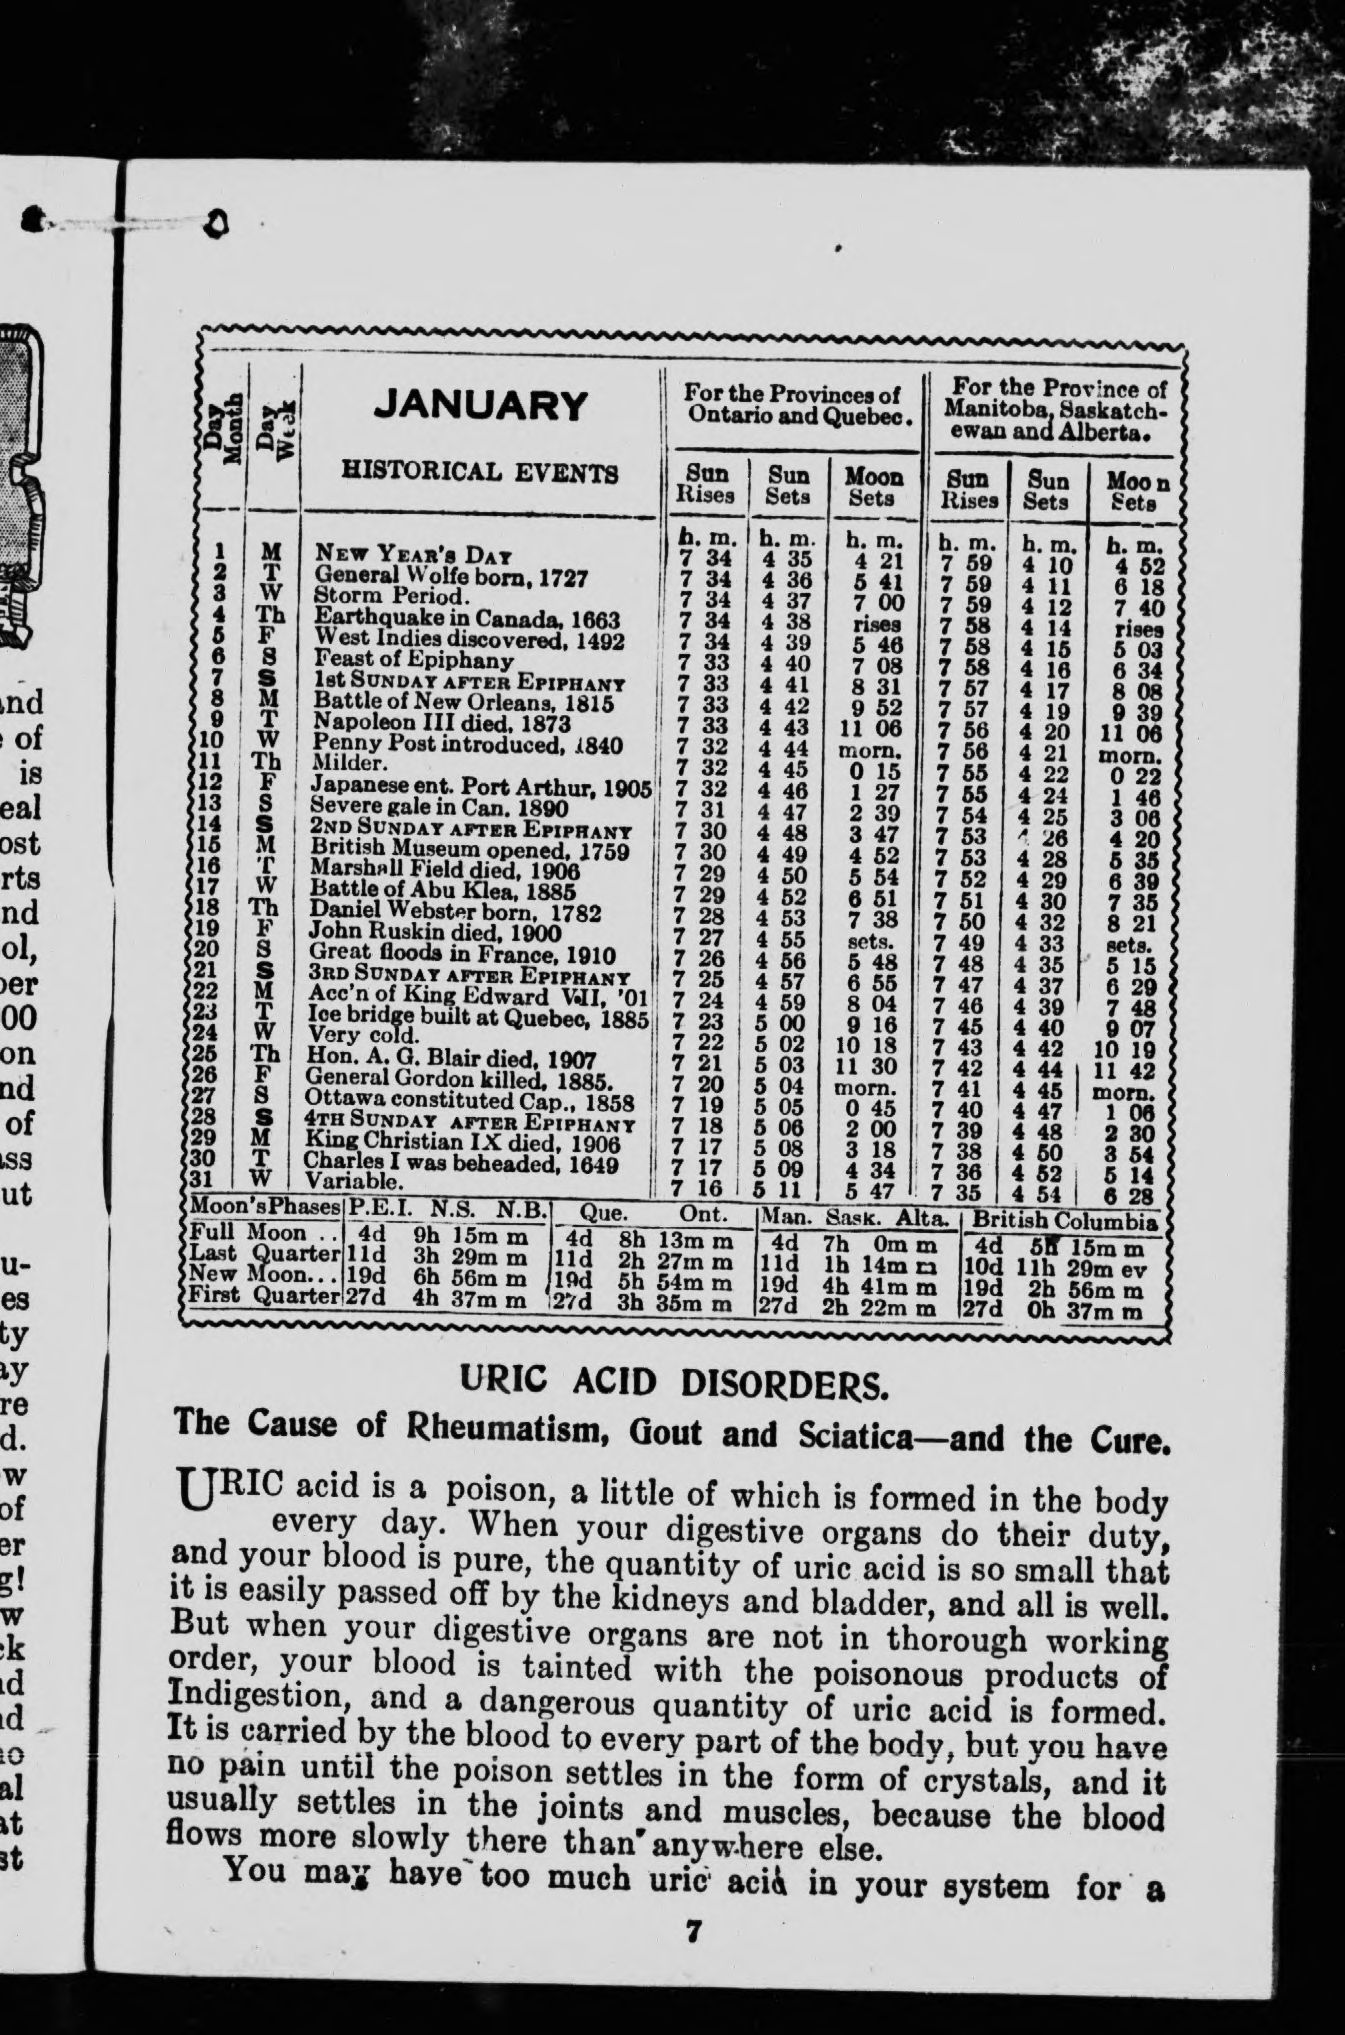 JANUARY
HISTORICAL EVENTS
Day Month
Day Week
For the Provinces of
Ontario and Quebec.
For the Province of
Manitoba, Saskatch-
ewan and Alberta.
Sun Rises Sun Sets Moon Sets Sun Rises Sun Sets Moon Sets
h. m. h. m. h. m. h. m. h. m. h. m.
1 M NEW YEAR'S DAY 7 34 4 35 4 21 7 59 4 10 4 52
2 T General Wolfe born, 1727 7 34 4 36 5 41 7 59 4 11 6 18
3 W Storm Period. 7 34 4 37 7 00 7 59 4 12 7 40
4 Th Earthquake in Canada, 1663 7 34 4 38 rises 7 58 4 14 rises
5 F West Indies discovered, 1492 7 34 4 39 5 46 7 58 4 15 5 03
6 S Feast of Epiphany 7 33 4 40 7 08 7 58 4 16 6 34
7 S 1st SUNDAY AFTER EPIPHANY 7 33 4 41 8 31 7 57 4 17 8 08
8 M Battle of New Orleans, 1815 7 33 4 42 9 52 7 57 4 19 9 39
9 T Napoleon III died, 1873 7 33 4 43 11 06 7 56 4 20 11 06
10 W Penny Post introduced, 1840 7 32 4 44 morn. 7 56 4 21 morn.
11 Th Milder. 7 32 4 45 0 15 7 55 4 22 0 22
12 F Japanese ent. Port Arthur, 1905 7 32 4 46 1 27 7 55 4 24 1 46
13 S Severe gale in Can. 1890 7 31 4 47 2 39 7 54 4 25 3 06
14 S 2ND SUNDAY AFTER EPIPHANY 7 30 4 48 3 47 7 53 4 26 4 20
15 M British Museum opened, 1759 7 30 4 49 4 52 7 53 4 28 5 35
16 T Marshall Field died, 1906 7 29 4 50 5 54 7 52 4 29 6 39
17 W Battle of Abu Klea, 1885 7 29 4 52 6 51 7 51 4 30 7 35
18 Th Daniel Webster born, 1782 7 28 4 53 7 38 7 50 4 32 8 21
19 F John Ruskin died, 1900 7 27 4 55 sets. 7 49 4 33 sets.
20 S Great floods in France, 1910 7 26 4 56 5 48 7 48 4 35 5 15
21 S 3RD SUNDAY AFTER EPIPHANY 7 25 4 57 6 55 7 47 4 37 6 29
22 M Acc'n of King Edward VII, '01 7 24 4 59 8 04 7 46 4 39 7 48
23 T Ice bridge built at Quebec, 1885 7 23 5 00 9 16 7 45 4 40 9 07
24 W Very cold. 7 22 5 02 10 18 7 43 4 42 10 19
25 Th Hon. A. G. Blair died, 1907 7 21 5 03 11 30 7 42 4 44 11 42
26 F General Gordon killed, 1885. 7 20 5 04 morn. 7 41 4 45 morn.
27 S Ottawa constituted Cap., 1858 7 19 5 05 0 45 7 40 4 47 1 06
28 S 4TH SUNDAY AFTER EPIPHANY 7 18 5 06 2 00 7 39 4 48 2 30
29 M King Christian IX died, 1906 7 17 5 08 3 18 7 38 4 50 3 54
30 T Charles I was beheaded, 1649 7 17 5 09 4 34 7 36 4 52 5 14
31 W Variable. 7 16 5 11 5 47 7 35 4 54 6 28
Moon's Phases P.E.I. N.S. N.B. Que. Ont. Man. Sask. Alta. British Columbia
Full Moon .. 4d 9h 15m m 4d 8h 13m m 4d 7h 0m m 4d 5h 15m m
Last Quarter 11d 3h 29m m 11d 2h 27m m 11d 1h 14m m 10d 11h 29m ev
New Moon... 19d 6h 56m m 19d 5h 54m m 19d 4h 41m m 19d 2h 56m m
First Quarter 27d 4h 37m m 27d 3h 35m m 27d 2h 22m m 27d 0h 37m m
URIC ACID DISORDERS.
The Cause of Rheumatism, Gout and Sciatica—and the Cure.
URIC acid is a poison, a little of which is formed in the body
every day. When your digestive organs do their duty,
and your blood is pure, the quantity of uric acid is so small that
it is easily passed off by the kidneys and bladder, and all is well.
But when your digestive organs are not in thorough working
order, your blood is tainted with the poisonous products of
Indigestion, and a dangerous quantity of uric acid is formed.
It is carried by the blood to every part of the body, but you have
no pain until the poison settles in the form of crystals, and it
usually settles in the joints and muscles, because the blood
flows more slowly there than anywhere else.
You may have too much uric acid in your system for a
7